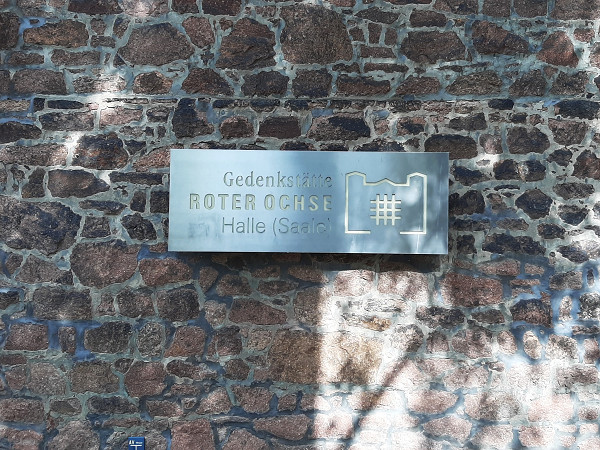 Gedenkstätte
ROTER OCHSE
Halle (Saale)